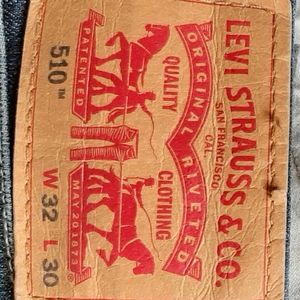 LEVI STRAUSS & CO.
SAN FRANCISCO
CAL.
ORIGINAL RIVETED
QUALITY CLOTHING
PATENTED
MAY 20 1873
510™ W 32 L 30